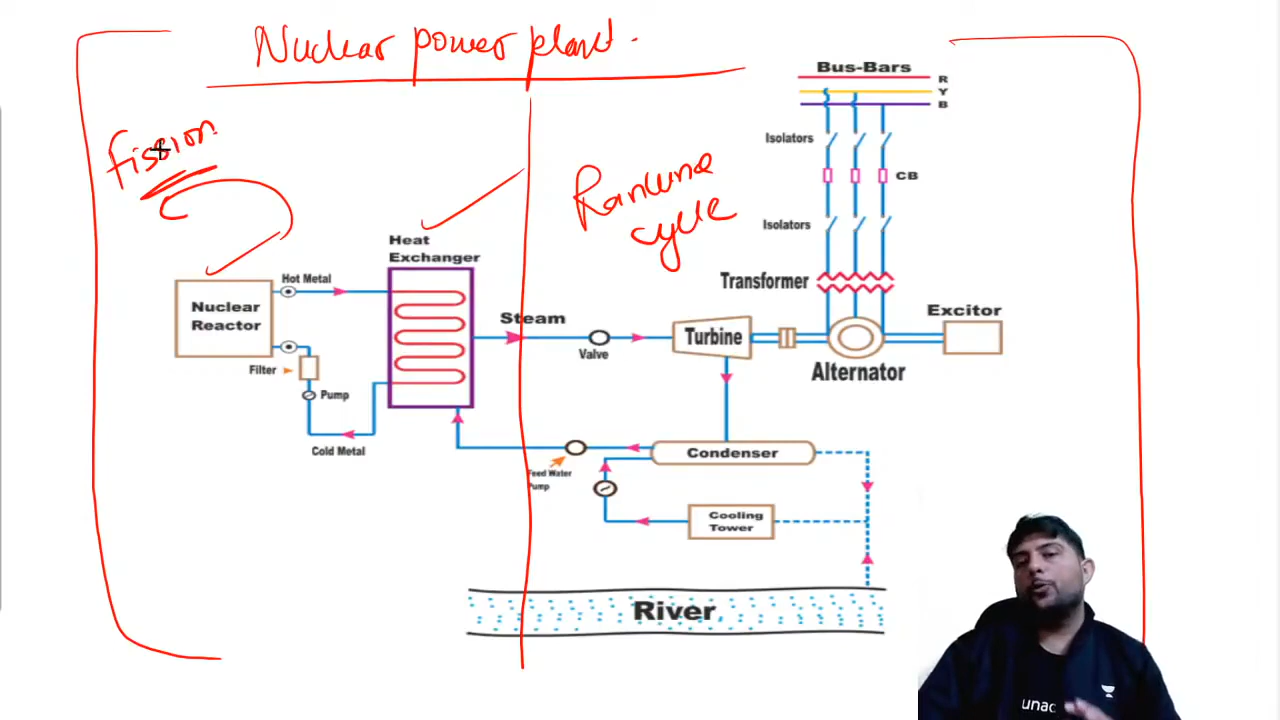 Nuclear power plant.
Bus-Bars
R
Y
B
fission
Isolators
Rankine
cycle
CB
Isolators
Heat
Exchanger
Hot Metal
Transformer
Nuclear
Reactor
Steam
Excitor
Turbine
Valve
Filter
Alternator
Pump
Cold Metal
Condenser
Feed Water
Pump
Cooling
Tower
River
unac